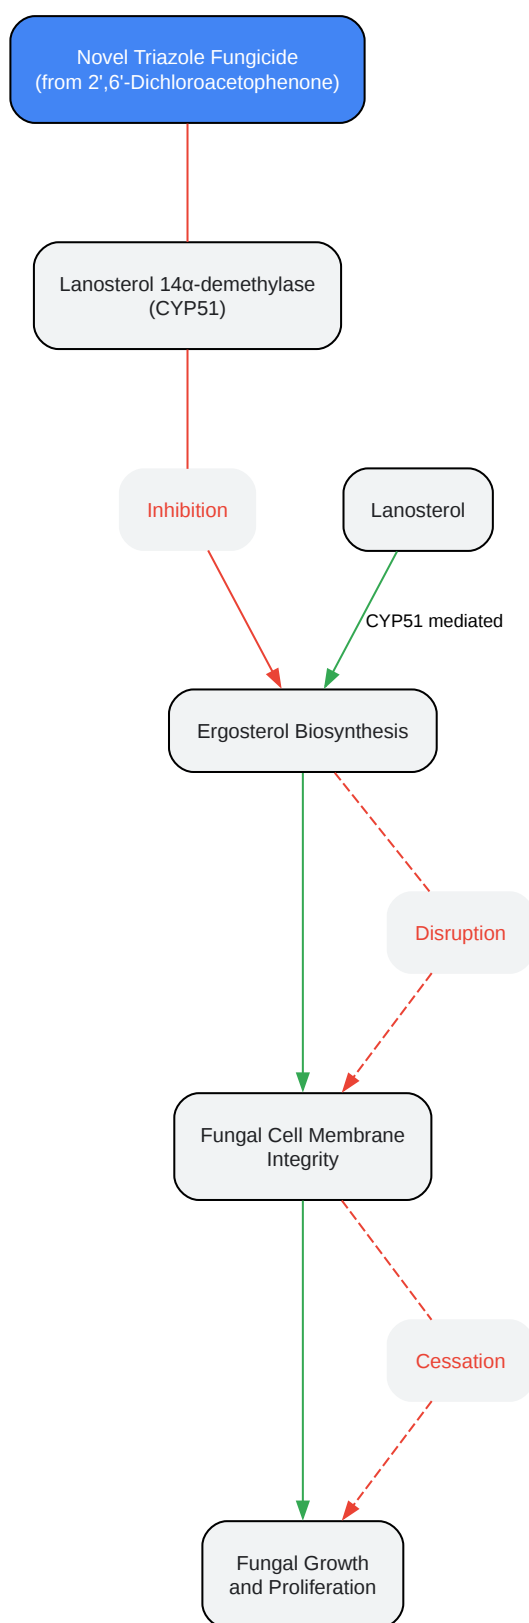 Novel Triazole Fungicide
(from 2',6'-Dichloroacetophenone)
Lanosterol 14α-demethylase
(CYP51)
Inhibition
Lanosterol
CYP51 mediated
Ergosterol Biosynthesis
Disruption
Fungal Cell Membrane
Integrity
Cessation
Fungal Growth
and Proliferation